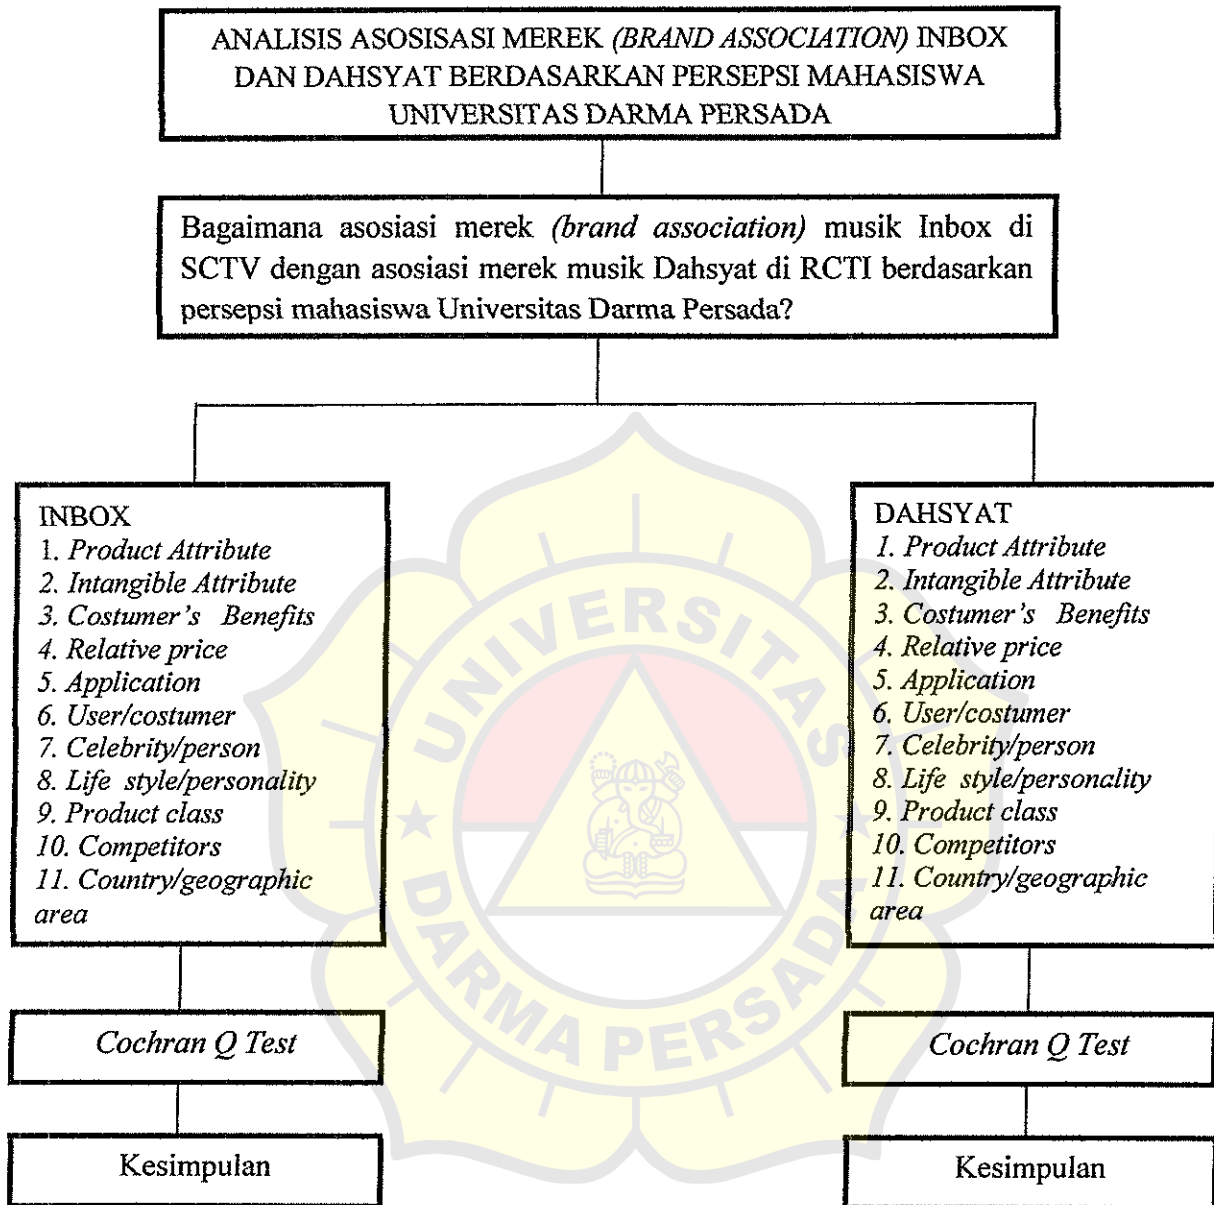 ANALISIS ASOSISASI MEREK (BRAND ASSOCIATION) INBOX
DAN DAHSYAT BERDASARKAN PERSEPSI MAHASISWA
UNIVERSITAS DARMA PERSADA
Bagaimana asosiasi merek (brand association) musik Inbox di
SCTV dengan asosiasi merek musik Dahsyat di RCTI berdasarkan
persepsi mahasiswa Universitas Darma Persada?
INBOX
1. Product Attribute
2. Intangible Attribute
3. Costumer's Benefits
4. Relative price
5. Application
6. User/costumer
7. Celebrity/person
8. Life style/personality
9. Product class
10. Competitors
11. Country/geographic
area
DAHSYAT
1. Product Attribute
2. Intangible Attribute
3. Costumer's Benefits
4. Relative price
5. Application
6. User/costumer
7. Celebrity/person
8. Life style/personality
9. Product class
10. Competitors
11. Country/geographic
area
Cochran Q Test
Cochran Q Test
Kesimpulan
Kesimpulan
UNIVERSITAS
DARMA PERSADA